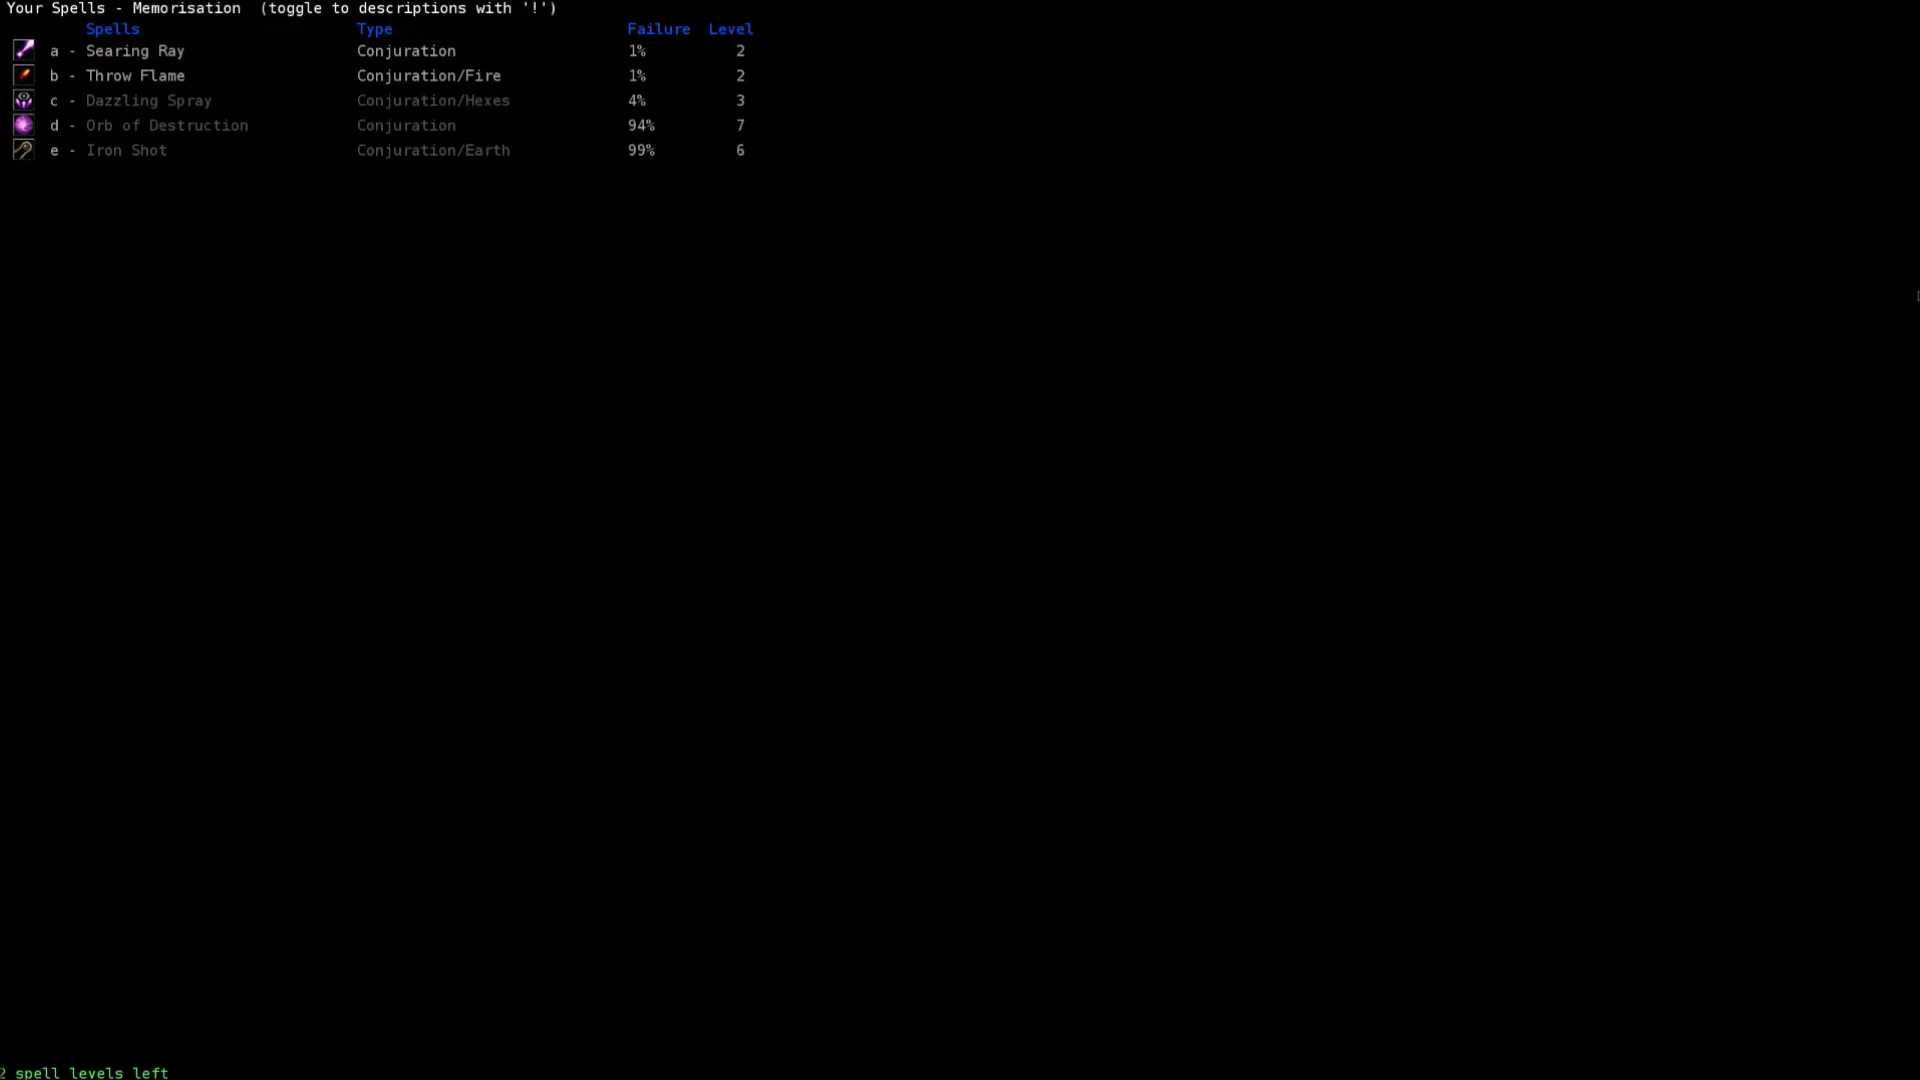 Your Spells - Memorisation (toggle to descriptions with '!')
Spells Type Failure Level
a - Searing Ray Conjuration 1% 2
b - Throw Flame Conjuration/Fire 1% 2
c - Dazzling Spray Conjuration/Hexes 4% 3
d - Orb of Destruction Conjuration 94% 7
e - Iron Shot Conjuration/Earth 99% 6
2 spell levels left